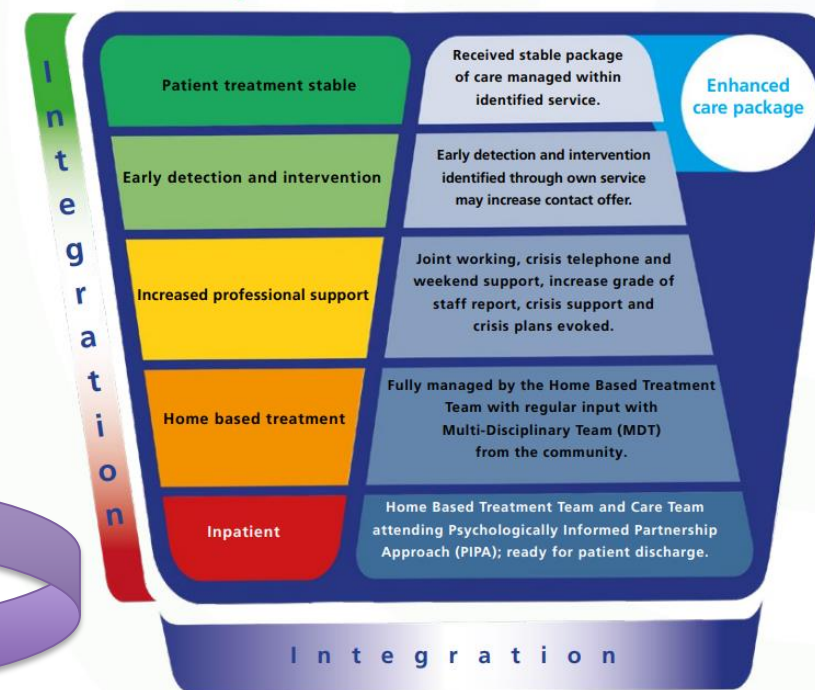 Integration
Patient treatment stable
Received stable package
of care managed within
identified service.
Enhanced
care package
Early detection and intervention
Early detection and intervention
identified through own service
may increase contact offer.
Increased professional support
Joint working, crisis telephone and
weekend support, increase grade of
staff report, crisis support and
crisis plans evoked.
Home based treatment
Fully managed by the Home Based Treatment
Team with regular input with
Multi-Disciplinary Team (MDT)
from the community.
Inpatient
Home Based Treatment Team and Care Team
attending Psychologically Informed Partnership
Approach (PIPA); ready for patient discharge.
Integration